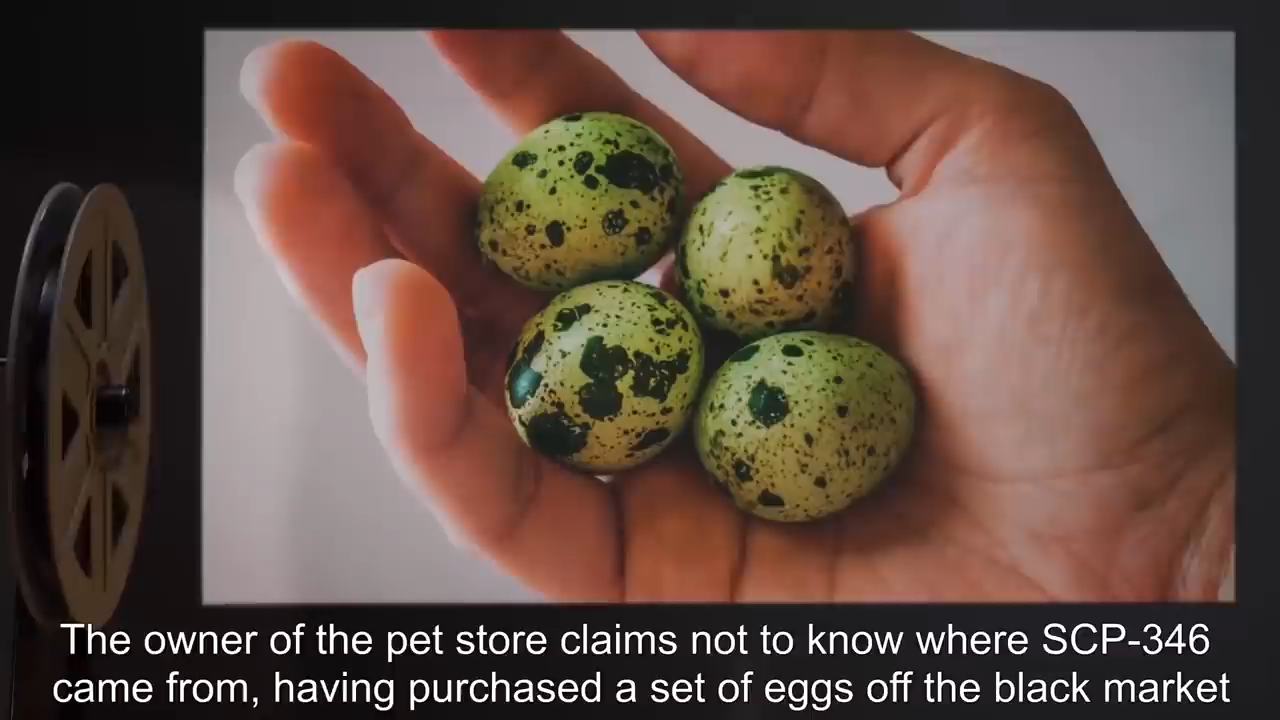 The owner of the pet store claims not to know where SCP-346
came from, having purchased a set of eggs off the black market